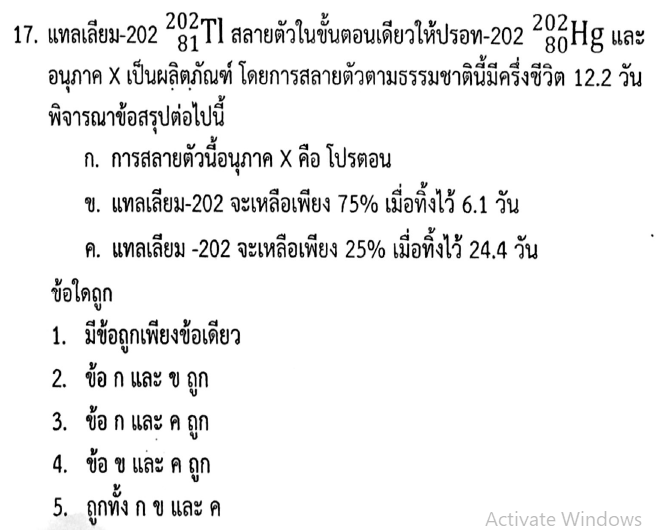 17. แทลเลียม-202 ²⁰²₈₁Tl สลายตัวในขั้นตอนเดียวให้ปรอท-202 ²⁰²₈₀Hg และ
อนุภาค X เป็นผลิตภัณฑ์ โดยการสลายตัวตามธรรมชาตินี้มีครึ่งชีวิต 12.2 วัน
พิจารณาข้อสรุปต่อไปนี้
ก. การสลายตัวนี้อนุภาค X คือ โปรตอน
ข. แทลเลียม-202 จะเหลือเพียง 75% เมื่อทิ้งไว้ 6.1 วัน
ค. แทลเลียม -202 จะเหลือเพียง 25% เมื่อทิ้งไว้ 24.4 วัน
ข้อใดถูก
1. มีข้อถูกเพียงข้อเดียว
2. ข้อ ก และ ข ถูก
3. ข้อ ก และ ค ถูก
4. ข้อ ข และ ค ถูก
5. ถูกทั้ง ก ข และ ค
Activate Windows